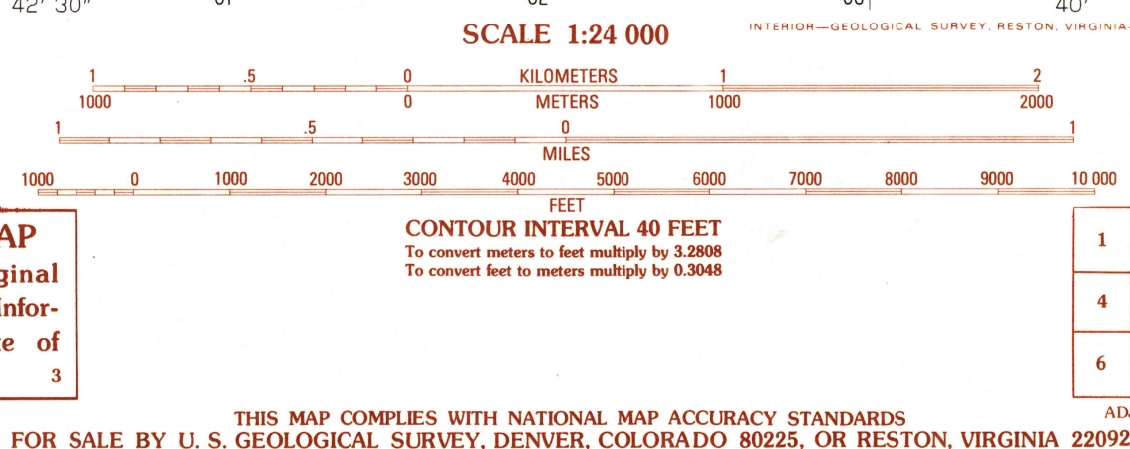 42' 30"
40'
SCALE 1:24 000
INTERIOR—GEOLOGICAL SURVEY, RESTON, VIRGINIA
1 .5 0 KILOMETERS 1 2
1000 0 METERS 1000 2000
1 .5 0 1
MILES
1000 0 1000 2000 3000 4000 5000 6000 7000 8000 9000 10 000
FEET
CONTOUR INTERVAL 40 FEET
To convert meters to feet multiply by 3.2808
To convert feet to meters multiply by 0.3048
AP
ginal
Infor-
of
3
1
4
6
THIS MAP COMPLIES WITH NATIONAL MAP ACCURACY STANDARDS
FOR SALE BY U. S. GEOLOGICAL SURVEY, DENVER, COLORADO 80225, OR RESTON, VIRGINIA 22092